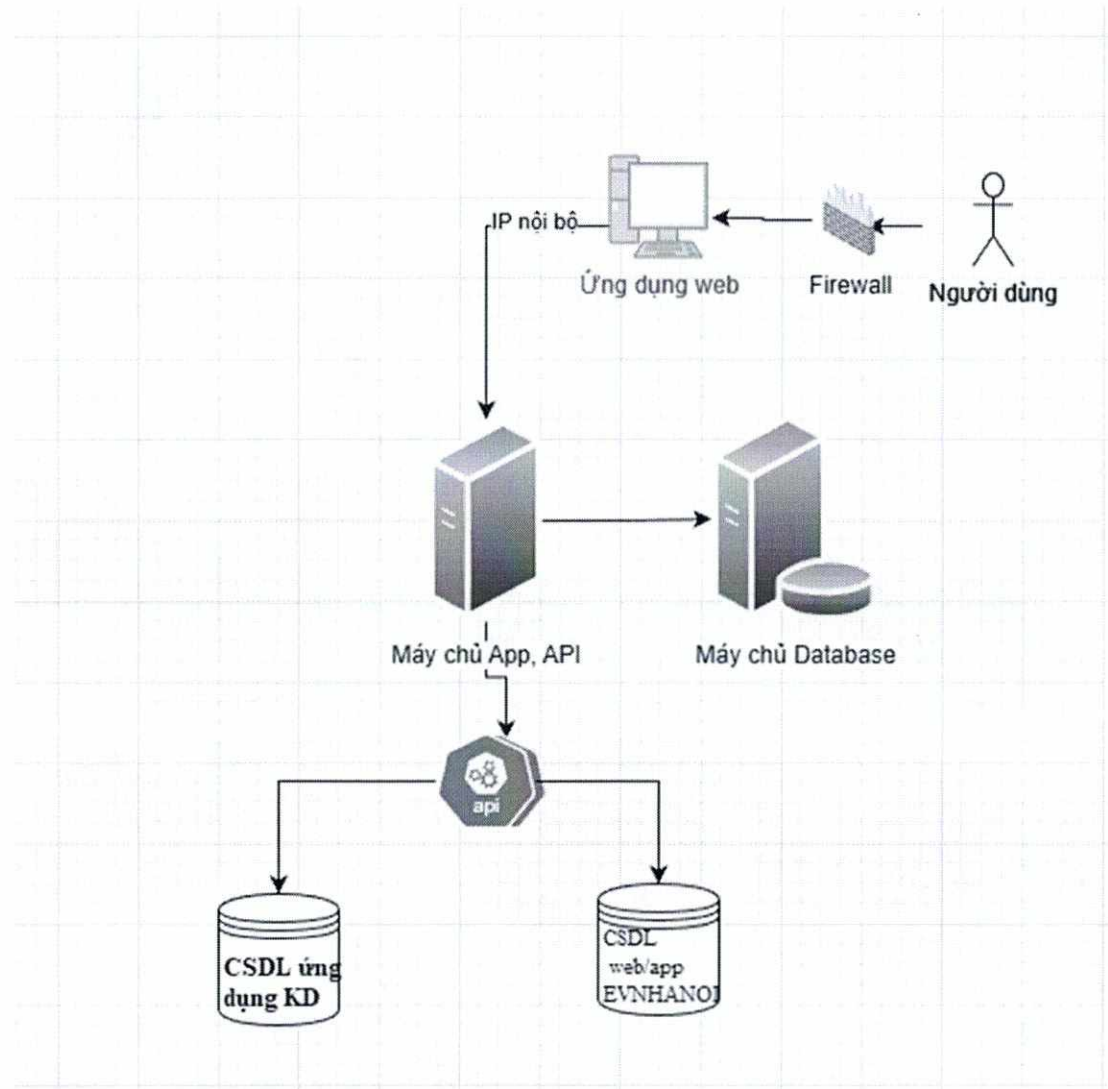 IP nội bộ
Ứng dụng web
Firewall
Người dùng
Máy chủ App, API
Máy chủ Database
api
CSDL ứng
dụng KD
CSDL
web/app
EVNHANOI